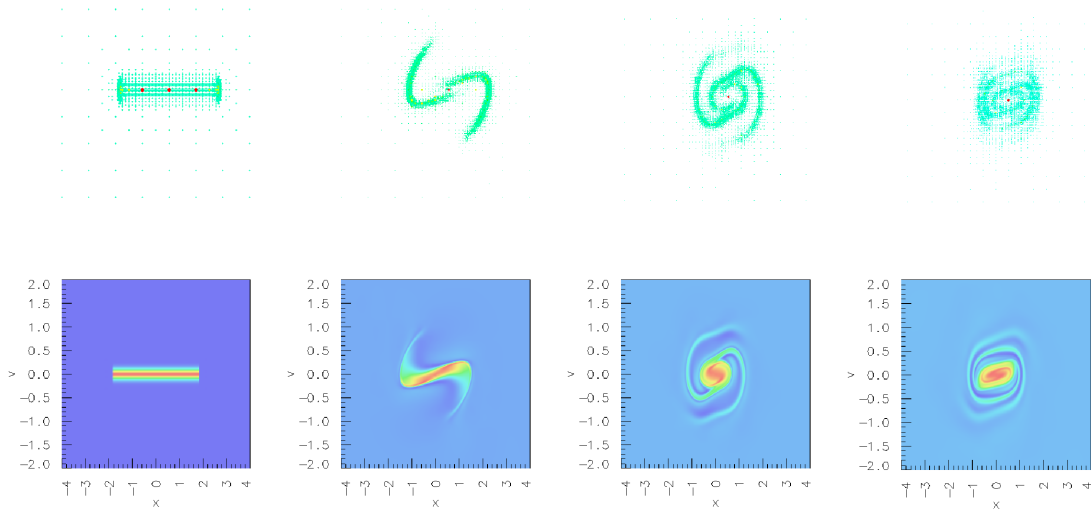 2.0 2.0 2.0 2.0
1.5 1.5 1.5 1.5
1.0 1.0 1.0 1.0
0.5 0.5 0.5 0.5
v 0.0 v 0.0 v 0.0 v 0.0
−0.5 −0.5 −0.5 −0.5
−1.0 −1.0 −1.0 −1.0
−1.5 −1.5 −1.5 −1.5
−2.0 −2.0 −2.0 −2.0
−4 −3 −2 −1 0 1 2 3 4 −4 −3 −2 −1 0 1 2 3 4 −4 −3 −2 −1 0 1 2 3 4 −4 −3 −2 −1 0 1 2 3 4
x x x x